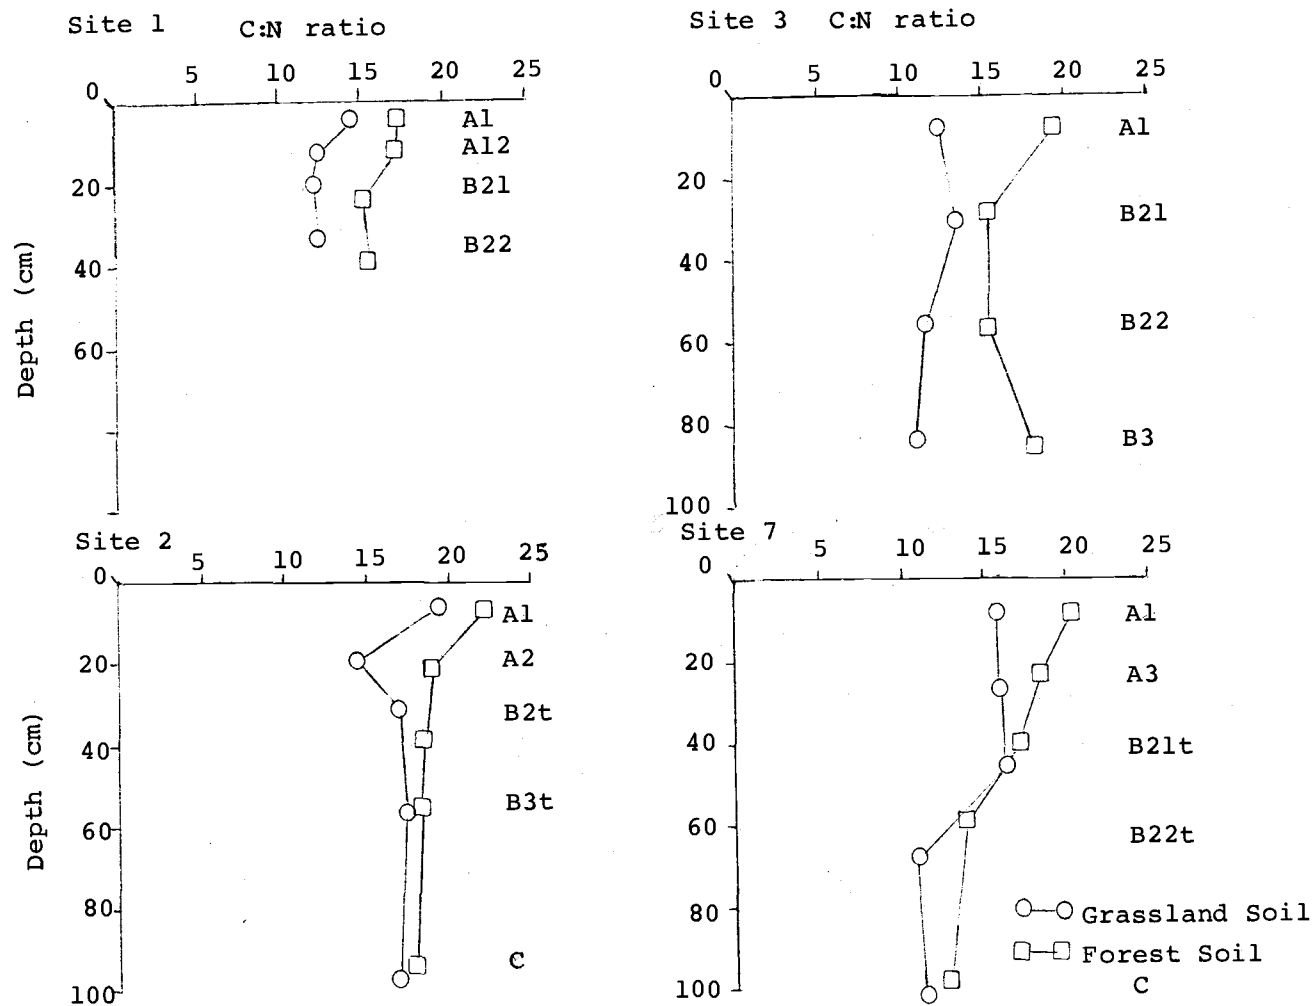 Site 1 C:N ratio
0 5 10 15 20 25
A1
A12
20 B21
B22
40
60
Depth (cm)
Site 3 C:N ratio
0 5 10 15 20 25
A1
20
B21
40
B22
60
80 B3
100
Site 2
0 5 10 15 20 25
A1
20 A2
B2t
40
B3t
60
80
C
100
Depth (cm)
Site 7
0 5 10 15 20 25
A1
20 A3
40 B21t
60 B22t
80
100 C
Grassland Soil
Forest Soil